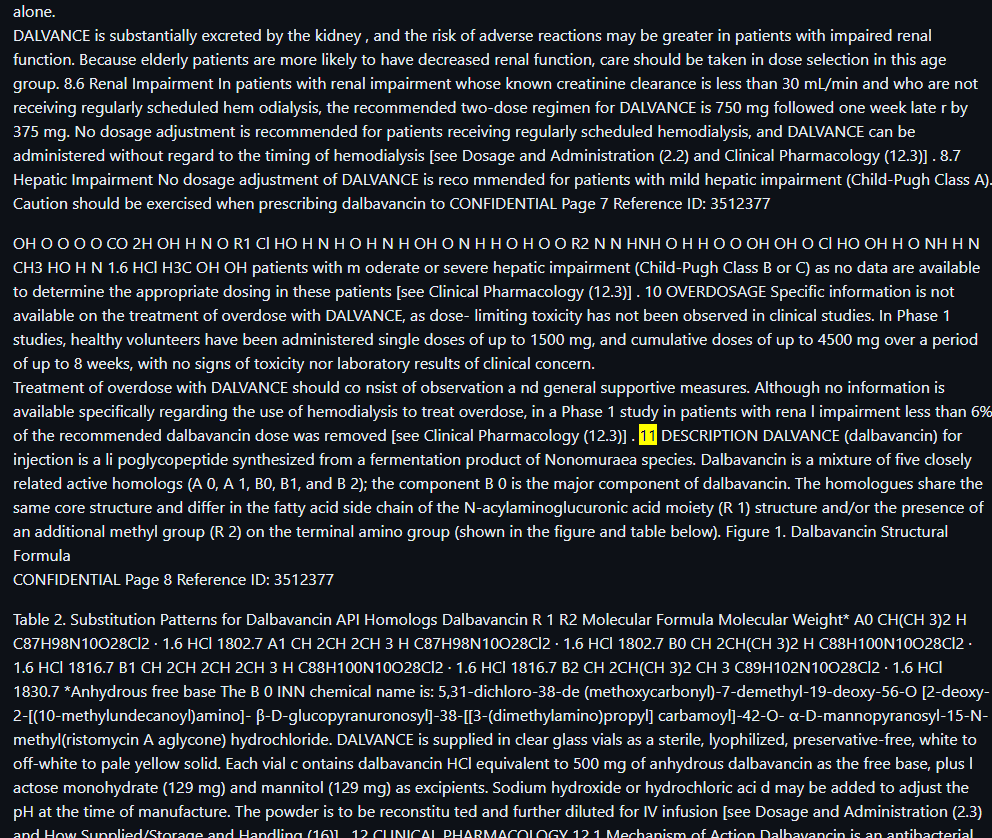 alone.
DALVANCE is substantially excreted by the kidney , and the risk of adverse reactions may be greater in patients with impaired renal
function. Because elderly patients are more likely to have decreased renal function, care should be taken in dose selection in this age
group. 8.6 Renal Impairment In patients with renal impairment whose known creatinine clearance is less than 30 mL/min and who are not
receiving regularly scheduled hem odialysis, the recommended two-dose regimen for DALVANCE is 750 mg followed one week late r by
375 mg. No dosage adjustment is recommended for patients receiving regularly scheduled hemodialysis, and DALVANCE can be
administered without regard to the timing of hemodialysis [see Dosage and Administration (2.2) and Clinical Pharmacology (12.3)] . 8.7
Hepatic Impairment No dosage adjustment of DALVANCE is reco mmended for patients with mild hepatic impairment (Child-Pugh Class A).
Caution should be exercised when prescribing dalbavancin to CONFIDENTIAL Page 7 Reference ID: 3512377
OH O O O O CO 2H OH H N O R1 Cl HO H N H O H N H OH O N H H O H O O R2 N N HNH O H H O O OH OH O Cl HO OH H O NH H N
CH3 HO H N 1.6 HCl H3C OH OH patients with m oderate or severe hepatic impairment (Child-Pugh Class B or C) as no data are available
to determine the appropriate dosing in these patients [see Clinical Pharmacology (12.3)] . 10 OVERDOSAGE Specific information is not
available on the treatment of overdose with DALVANCE, as dose- limiting toxicity has not been observed in clinical studies. In Phase 1
studies, healthy volunteers have been administered single doses of up to 1500 mg, and cumulative doses of up to 4500 mg over a period
of up to 8 weeks, with no signs of toxicity nor laboratory results of clinical concern.
Treatment of overdose with DALVANCE should co nsist of observation a nd general supportive measures. Although no information is
available specifically regarding the use of hemodialysis to treat overdose, in a Phase 1 study in patients with rena l impairment less than 6%
of the recommended dalbavancin dose was removed [see Clinical Pharmacology (12.3)] . 11 DESCRIPTION DALVANCE (dalbavancin) for
injection is a li poglycopeptide synthesized from a fermentation product of Nonomuraea species. Dalbavancin is a mixture of five closely
related active homologs (A 0, A 1, B0, B1, and B 2); the component B 0 is the major component of dalbavancin. The homologues share the
same core structure and differ in the fatty acid side chain of the N-acylaminoglucuronic acid moiety (R 1) structure and/or the presence of
an additional methyl group (R 2) on the terminal amino group (shown in the figure and table below). Figure 1. Dalbavancin Structural
Formula
CONFIDENTIAL Page 8 Reference ID: 3512377
Table 2. Substitution Patterns for Dalbavancin API Homologs Dalbavancin R 1 R2 Molecular Formula Molecular Weight* A0 CH(CH 3)2 H
C87H98N10O28Cl2 · 1.6 HCl 1802.7 A1 CH 2CH 2CH 3 H C87H98N10O28Cl2 · 1.6 HCl 1802.7 B0 CH 2CH(CH 3)2 H C88H100N10O28Cl2 ·
1.6 HCl 1816.7 B1 CH 2CH 2CH 2CH 3 H C88H100N10O28Cl2 · 1.6 HCl 1816.7 B2 CH 2CH(CH 3)2 CH 3 C89H102N10O28Cl2 · 1.6 HCl
1830.7 *Anhydrous free base The B 0 INN chemical name is: 5,31-dichloro-38-de (methoxycarbonyl)-7-demethyl-19-deoxy-56-O [2-deoxy-
2-[(10-methylundecanoyl)amino]- β-D-glucopyranuronosyl]-38-[[3-(dimethylamino)propyl] carbamoyl]-42-O- α-D-mannopyranosyl-15-N-
methyl(ristomycin A aglycone) hydrochloride. DALVANCE is supplied in clear glass vials as a sterile, lyophilized, preservative-free, white to
off-white to pale yellow solid. Each vial c ontains dalbavancin HCl equivalent to 500 mg of anhydrous dalbavancin as the free base, plus l
actose monohydrate (129 mg) and mannitol (129 mg) as excipients. Sodium hydroxide or hydrochloric aci d may be added to adjust the
pH at the time of manufacture. The powder is to be reconstitu ted and further diluted for IV infusion [see Dosage and Administration (2.3)
and How Supplied/Storage and Handling (16)] . 12 CLINICAL PHARMACOLOGY 12.1 Mechanism of Action Dalbavancin is an antibacterial